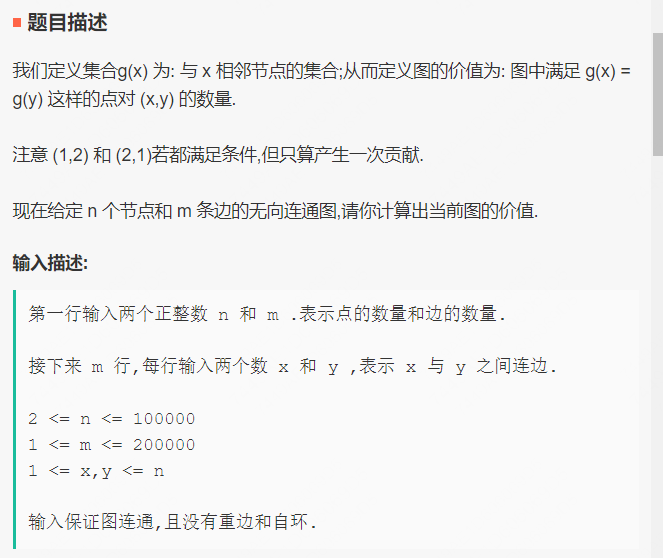 题目描述
我们定义集合g(x) 为: 与 x 相邻节点的集合;从而定义图的价值为: 图中满足 g(x) =
g(y) 这样的点对 (x,y) 的数量.
注意 (1,2) 和 (2,1)若都满足条件,但只算产生一次贡献.
现在给定 n 个节点和 m 条边的无向连通图,请你计算出当前图的价值.
输入描述:
第一行输入两个正整数 n 和 m .表示点的数量和边的数量.
接下来 m 行,每行输入两个数 x 和 y ,表示 x 与 y 之间连边.
2 <= n <= 100000
1 <= m <= 200000
1 <= x,y <= n
输入保证图连通,且没有重边和自环.